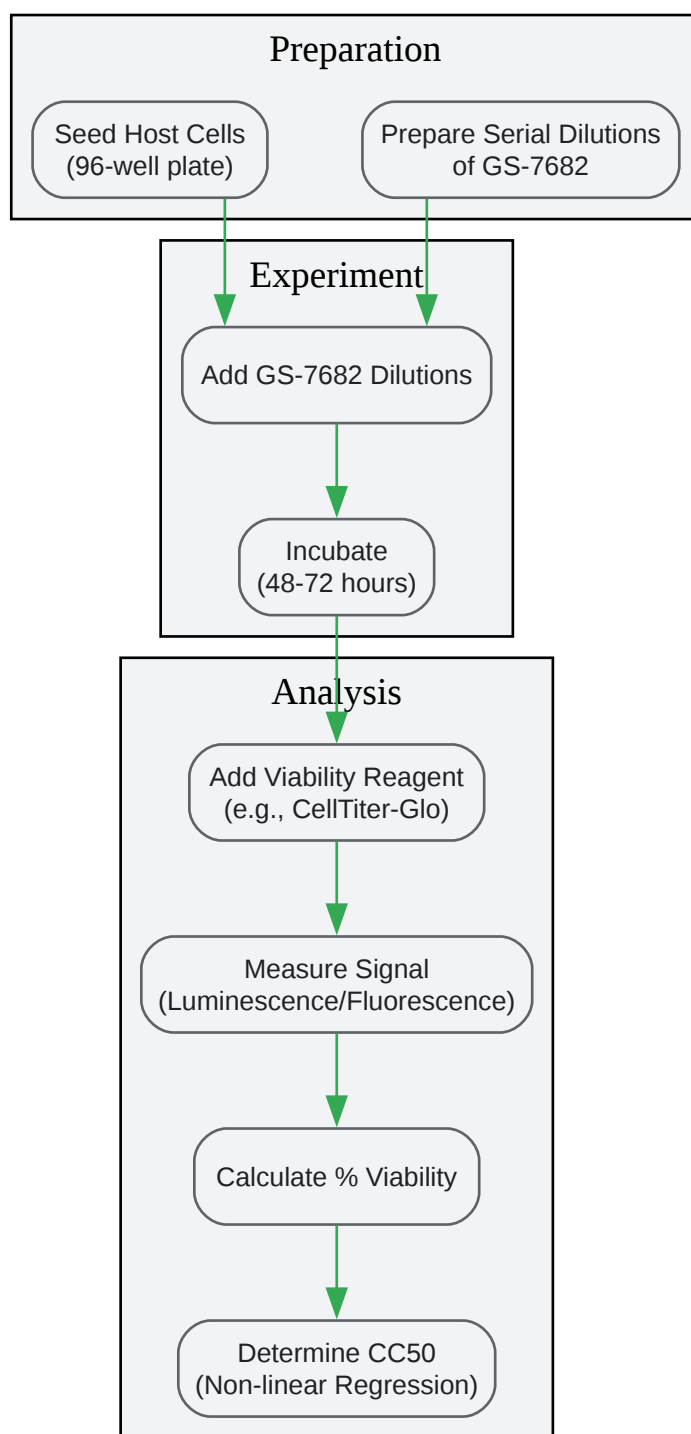 Preparation
Seed Host Cells
(96-well plate)
Prepare Serial Dilutions
of GS-7682
Experiment
Add GS-7682 Dilutions
Incubate
(48-72 hours)
Analysis
Add Viability Reagent
(e.g., CellTiter-Glo)
Measure Signal
(Luminescence/Fluorescence)
Calculate % Viability
Determine CC50
(Non-linear Regression)